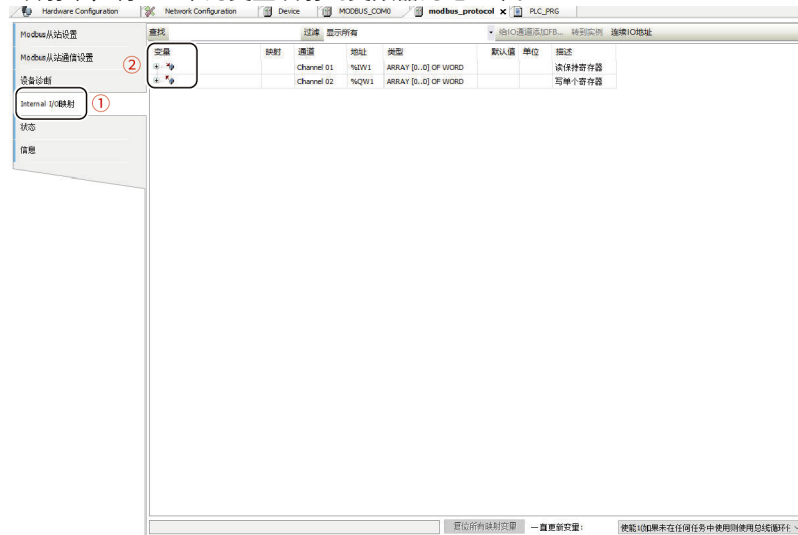 Hardware Configuration Network Configuration Device MODBUS_COM0 modbus_protocol PLC_PRG
Modbus从站设置
Modbus从站通信设置
设备诊断
Internal I/O映射 ①
状态
信息
②
查找 过滤 显示所有 给IO通道添加FB... 转到实例 连续IO地址
变量 映射 通道 地址 类型 默认值 单位 描述
Channel 01 %IW1 ARRAY [0..0] OF WORD 读保持寄存器
Channel 02 %QW1 ARRAY [0..0] OF WORD 写单个寄存器
复位所有映射变量 一直更新变量: 使能1(如果未在任何任务中使用则使用总线循环任